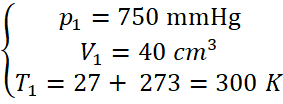 p₁ = 750 mmHg
V₁ = 40 cm³
T₁ = 27 + 273 = 300 K